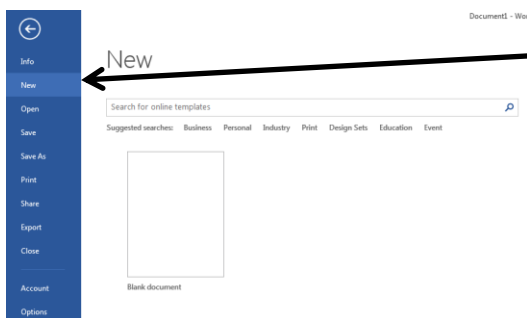 Document1 - Wor
Info
New
Open
Save
Save As
Print
Share
Export
Close
Account
Options
New
Search for online templates
Suggested searches: Business Personal Industry Print Design Sets Education Event
Blank document